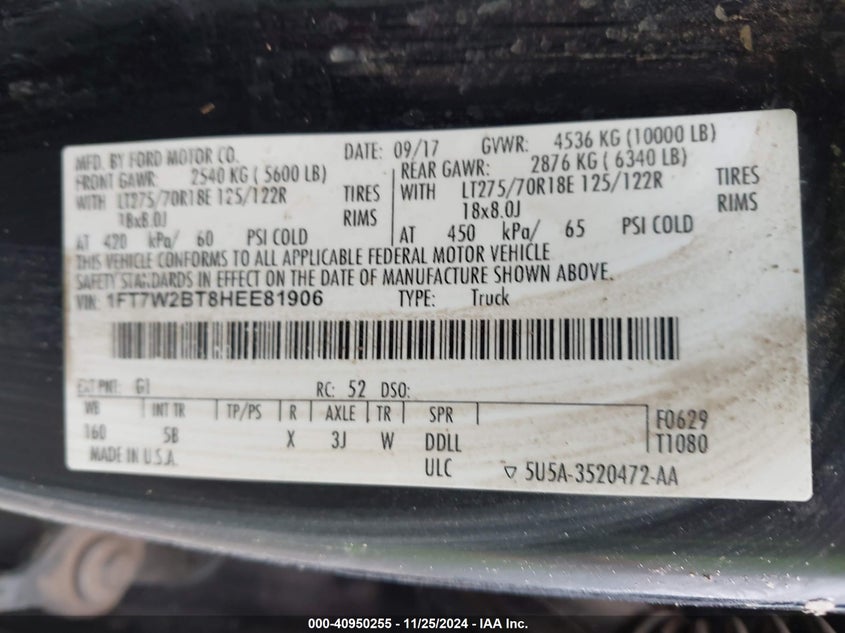 MFD. BY FORD MOTOR CO. DATE: 09/17 GVWR: 4536 KG (10000 LB)
FRONT GAWR: 2540 KG ( 5600 LB) REAR GAWR: 2876 KG ( 6340 LB)
WITH LT275/70R18E 125/122R TIRES WITH LT275/70R18E 125/122R TIRES
18x8.0J RIMS 18x8.0J RIMS
AT 420 kPa/ 60 PSI COLD AT 450 kPa/ 65 PSI COLD
THIS VEHICLE CONFORMS TO ALL APPLICABLE FEDERAL MOTOR VEHICLE
SAFETY STANDARDS IN EFFECT ON THE DATE OF MANUFACTURE SHOWN ABOVE.
VIN: 1FT7W2BT8HEE81906 TYPE: Truck
EXT PNT: G1 RC: 52 DSO:
WB INT TR TP/PS R AXLE TR SPR F0629
160 5B X 3J W DDLL T1080
MADE IN U.S.A. ULC ▽ 5U5A-3520472-AA
000-40950255 - 11/25/2024 - IAA Inc.